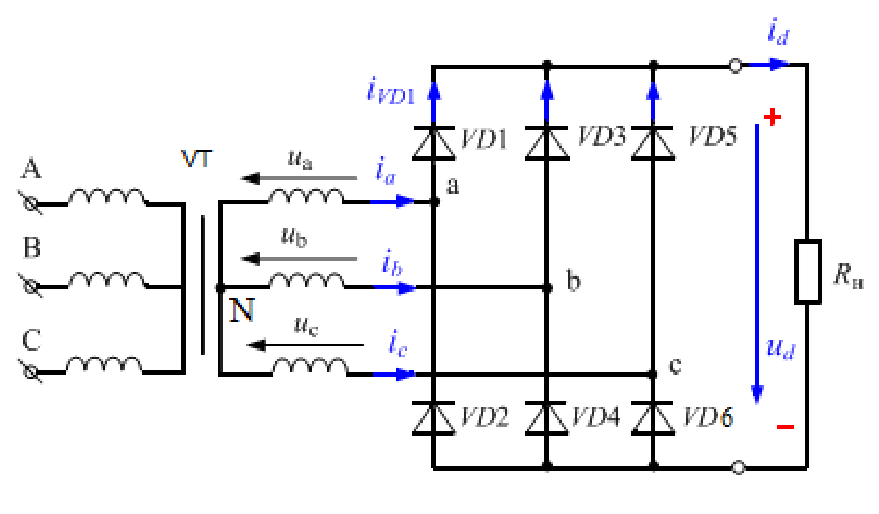 i_d
i_VD1
+
VD1
VD3
VD5
VT
u_a
A
i_a
a
u_b
B
i_b
b
R_н
N
u_c
C
i_c
c
u_d
VD2
VD4
VD6
−